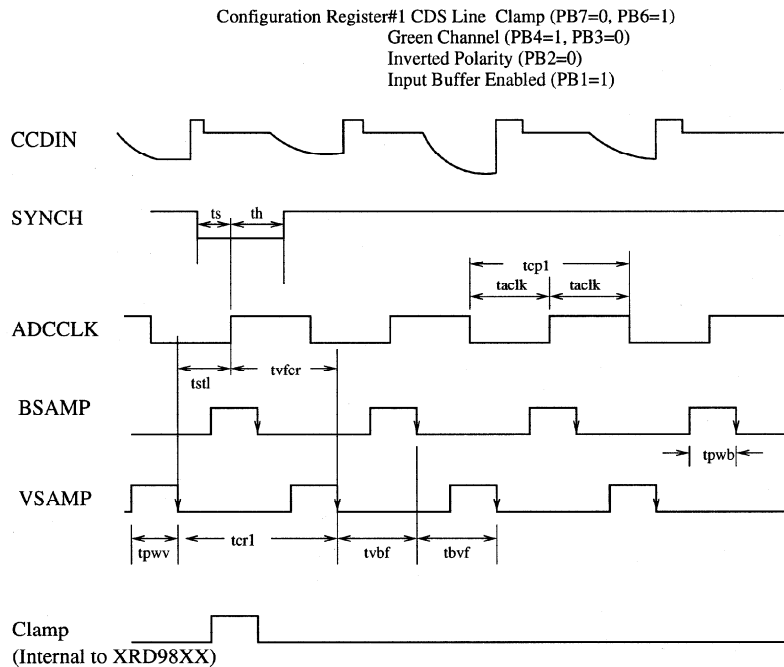 Configuration Register#1 CDS Line Clamp (PB7=0, PB6=1)
Green Channel (PB4=1, PB3=0)
Inverted Polarity (PB2=0)
Input Buffer Enabled (PB1=1)
CCDIN
SYNCH
ts
th
tcp1
taclk
taclk
ADCCLK
tstl
tvfcr
BSAMP
tpwb
VSAMP
tpwv
tcr1
tvbf
tbvf
Clamp
(Internal to XRD98XX)